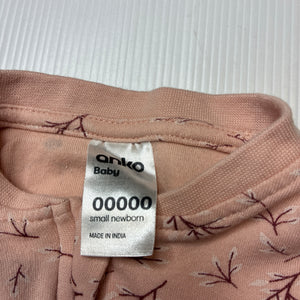 anko
Baby
00000
small newborn
MADE IN INDIA